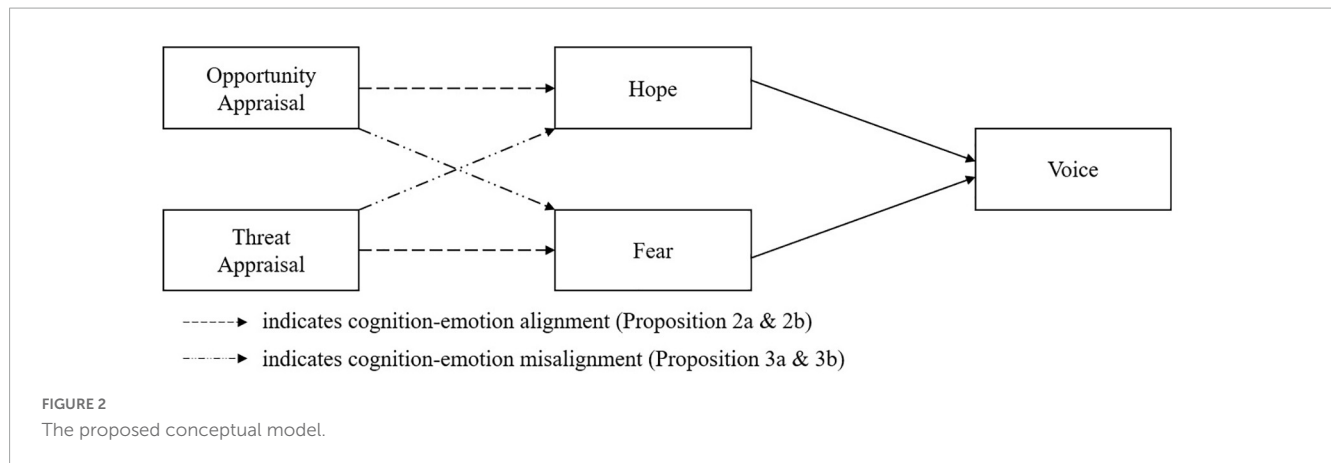 Opportunity
Appraisal
Hope
Voice
Threat
Appraisal
Fear
indicates cognition-emotion alignment (Proposition 2a & 2b)
indicates cognition-emotion misalignment (Proposition 3a & 3b)
FIGURE 2
The proposed conceptual model.